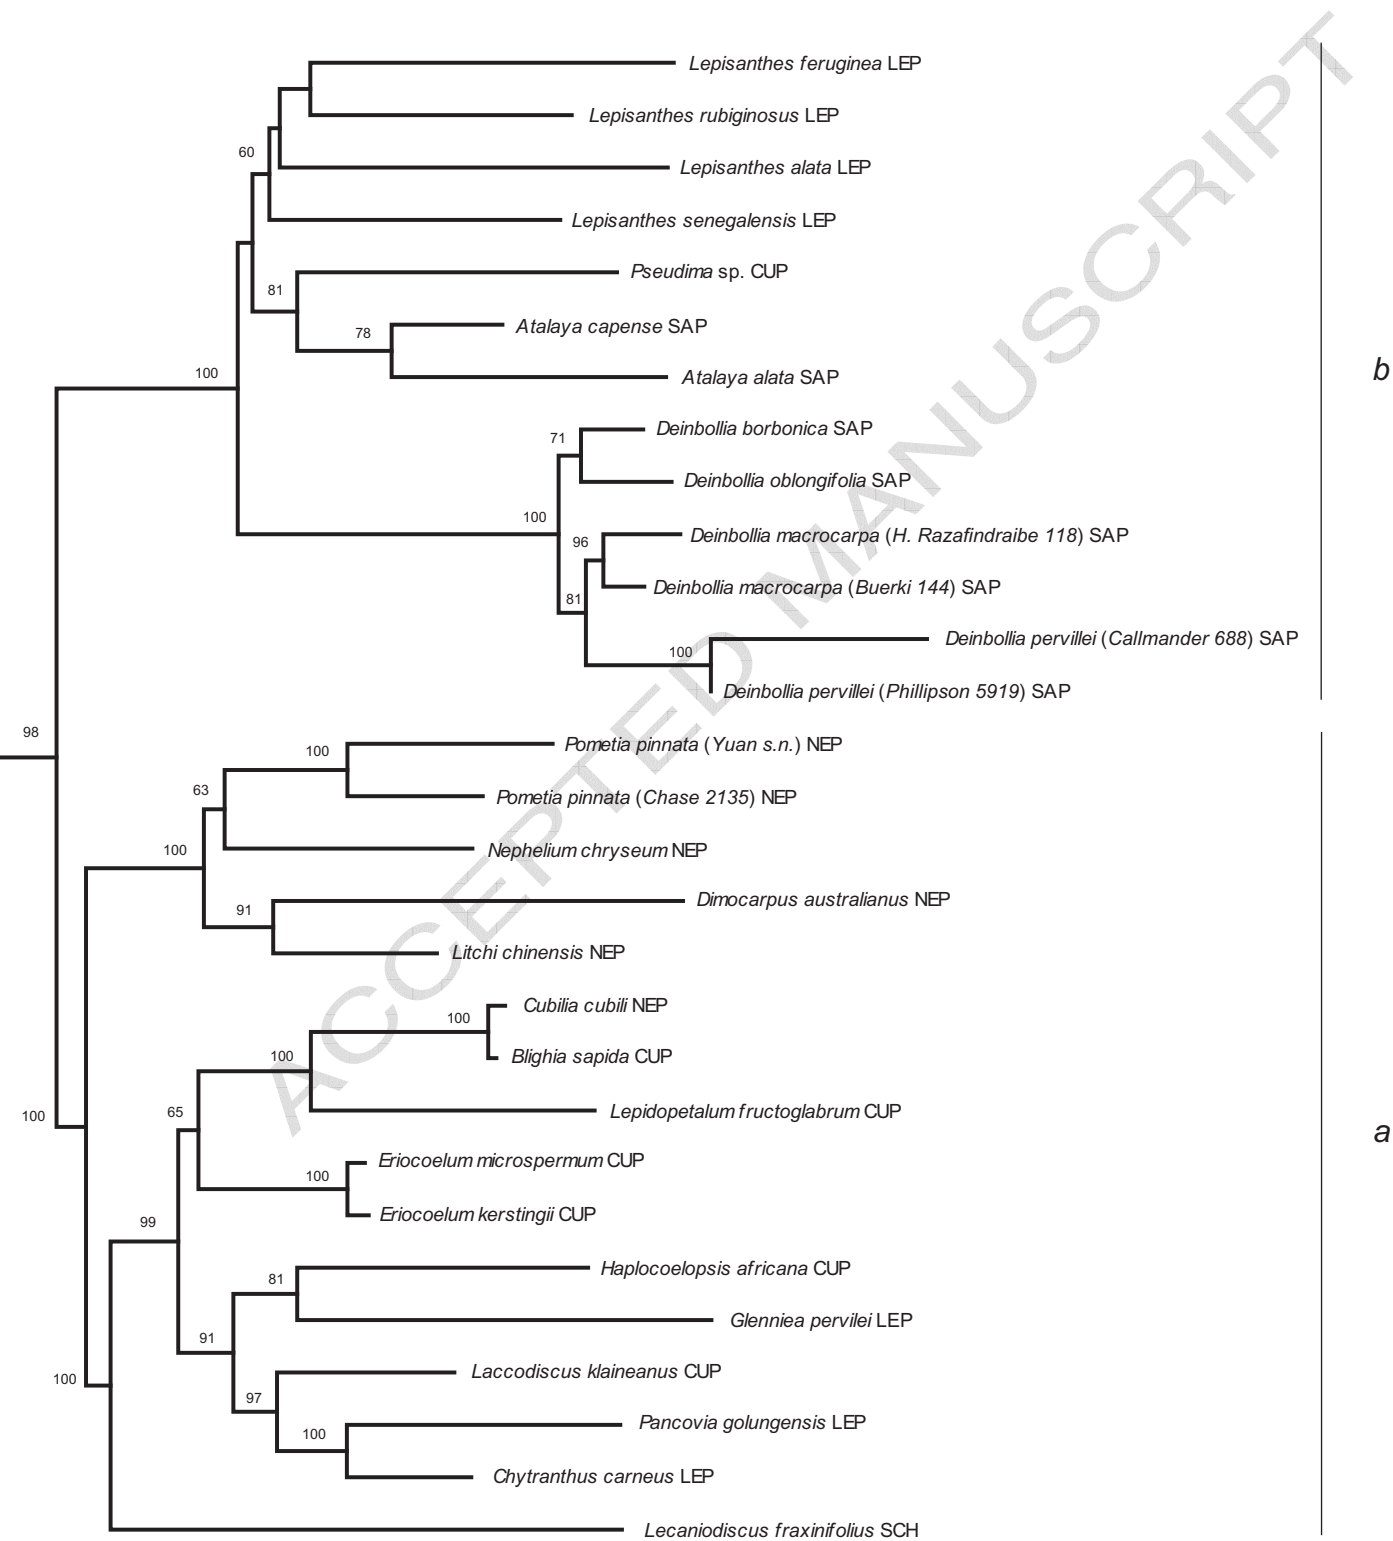 Lepisanthes feruginea LEP
Lepisanthes rubiginosus LEP
60
Lepisanthes alata LEP
Lepisanthes senegalensis LEP
Pseudima sp. CUP
81
Atalaya capense SAP
78
100
Atalaya alata SAP
b
Deinbollia borbonica SAP
71
Deinbollia oblongifolia SAP
100
Deinbollia macrocarpa (H. Razafindraibe 118) SAP
96
Deinbollia macrocarpa (Buerki 144) SAP
81
Deinbollia pervillei (Callmander 688) SAP
100
Deinbollia pervillei (Phillipson 5919) SAP
98
Pometia pinnata (Yuan s.n.) NEP
100
63
Pometia pinnata (Chase 2135) NEP
100
Nephelium chryseum NEP
Dimocarpus australianus NEP
91
Litchi chinensis NEP
Cubilia cubili NEP
100
Blighia sapida CUP
100
Lepidopetalum fructoglabrum CUP
65
100
a
Eriocoelum microspermum CUP
100
Eriocoelum kerstingii CUP
99
Haplocoelopsis africana CUP
81
Glenniea pervilei LEP
91
Laccodiscus klaineanus CUP
100
97
Pancovia golungensis LEP
100
Chytranthus carneus LEP
Lecaniodiscus fraxinifolius SCH
ACCEPTED MANUSCRIPT